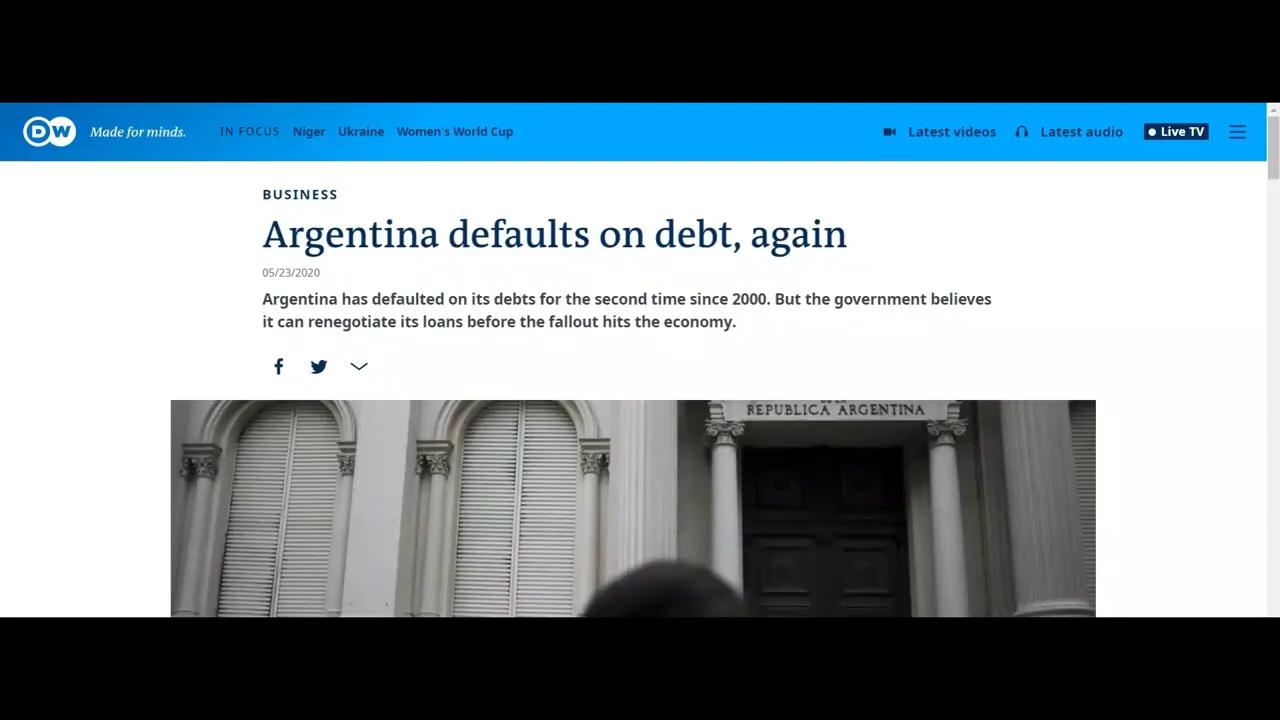 DW Made for minds. IN FOCUS Niger Ukraine Women's World Cup Latest videos Latest audio Live TV
BUSINESS
Argentina defaults on debt, again
05/23/2020
Argentina has defaulted on its debts for the second time since 2000. But the government believes
it can renegotiate its loans before the fallout hits the economy.
REPUBLICA ARGENTINA